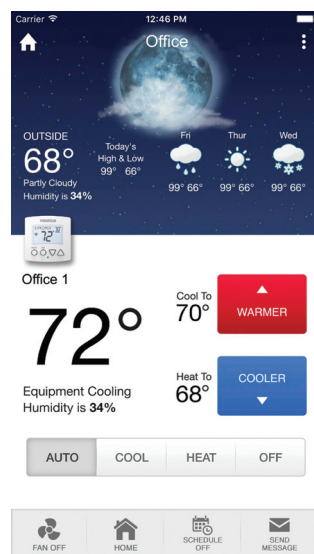 Carrier 12:46 PM
Office
OUTSIDE
68°
Partly Cloudy
Humidity is 34%
Today's
High & Low
99° 66°
Fri Thur Wed
99° 66° 99° 66° 99° 66°
72°
Office 1
72°
Equipment Cooling
Humidity is 34%
Cool To
70°
WARMER
Heat To
68°
COOLER
AUTO COOL HEAT OFF
FAN OFF
HOME
SCHEDULE
OFF
SEND
MESSAGE